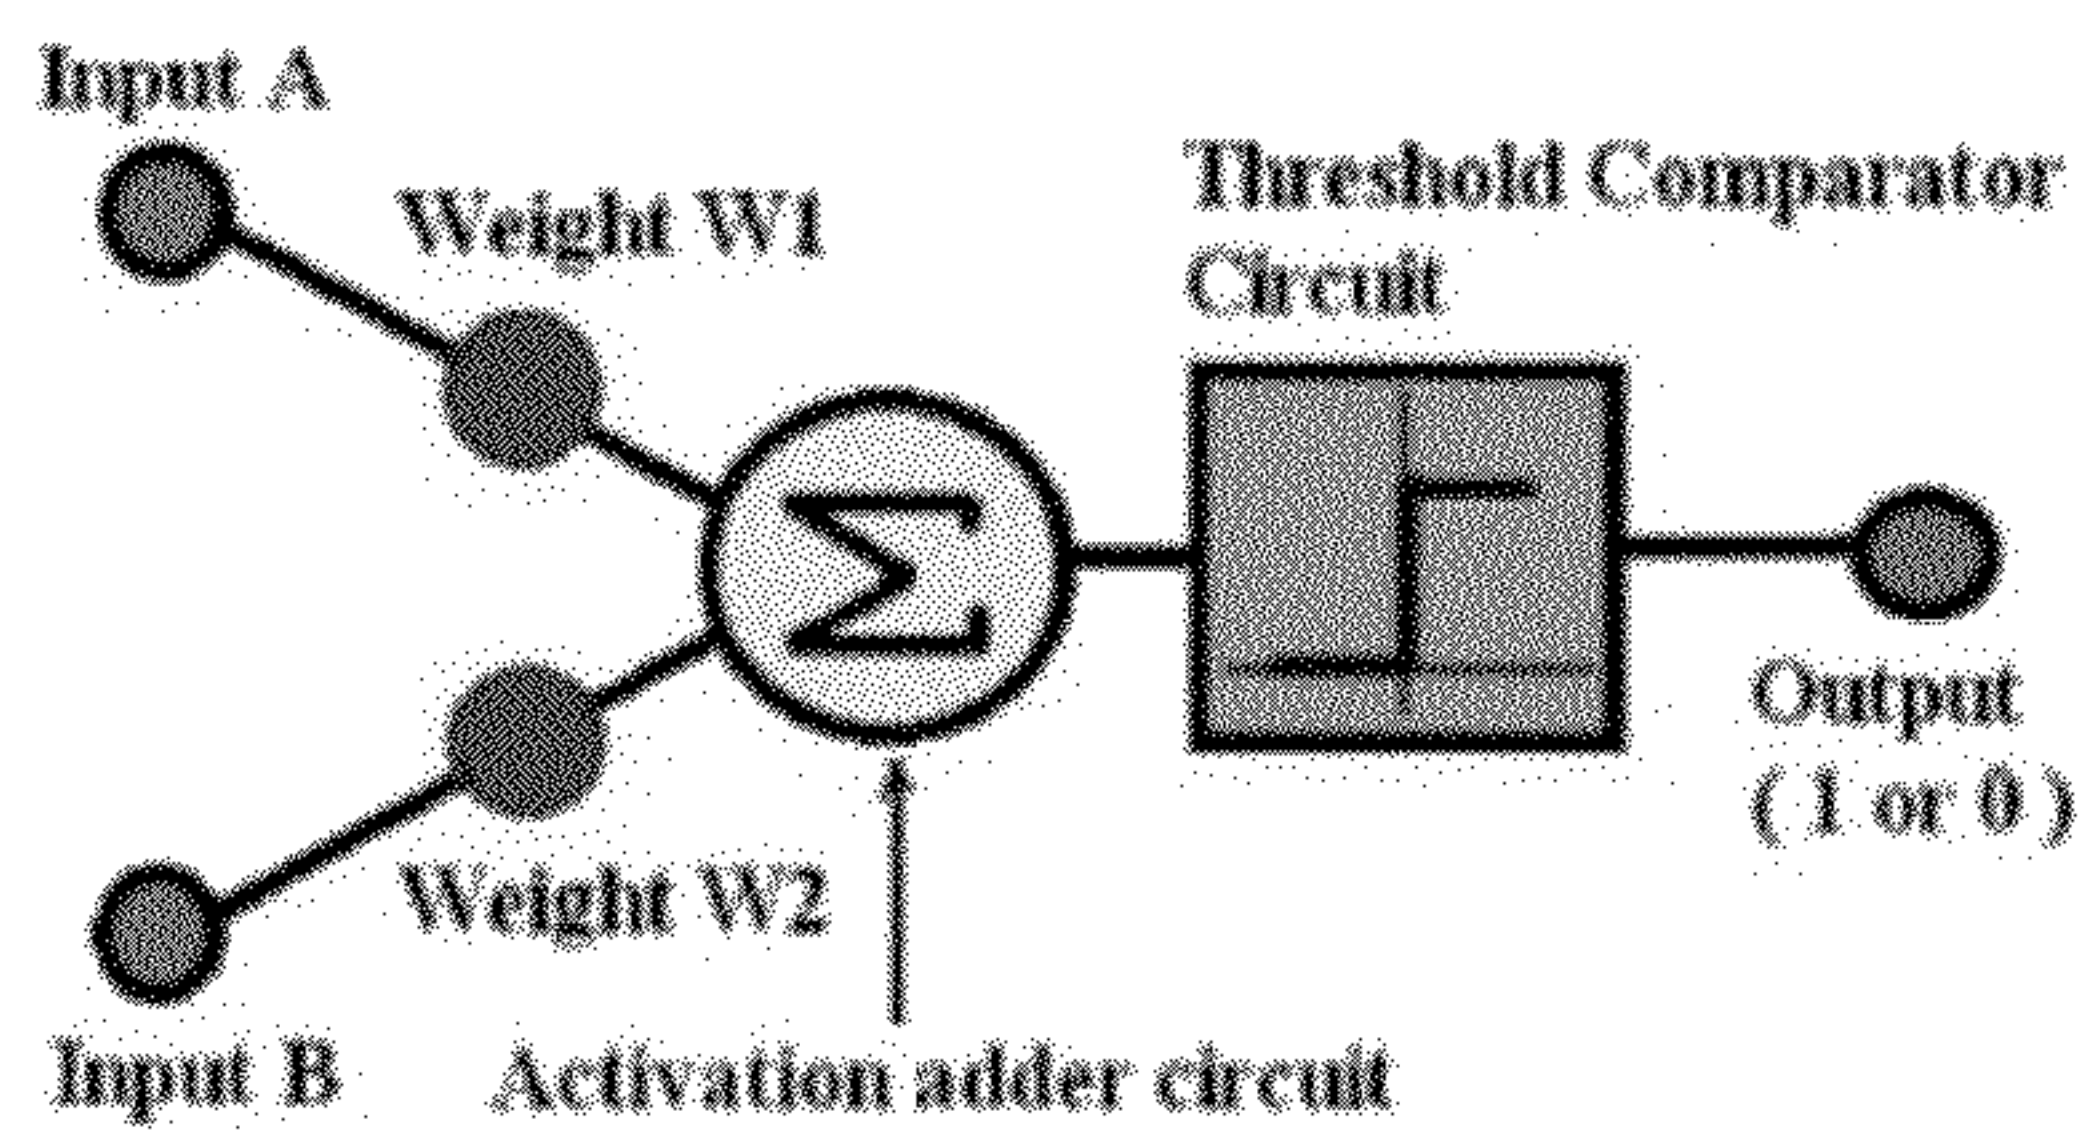 Input A
Weight W1
Threshold Comparator
Circuit
Σ
Output
( 1 or 0 )
Weight W2
Input B
Activation adder circuit